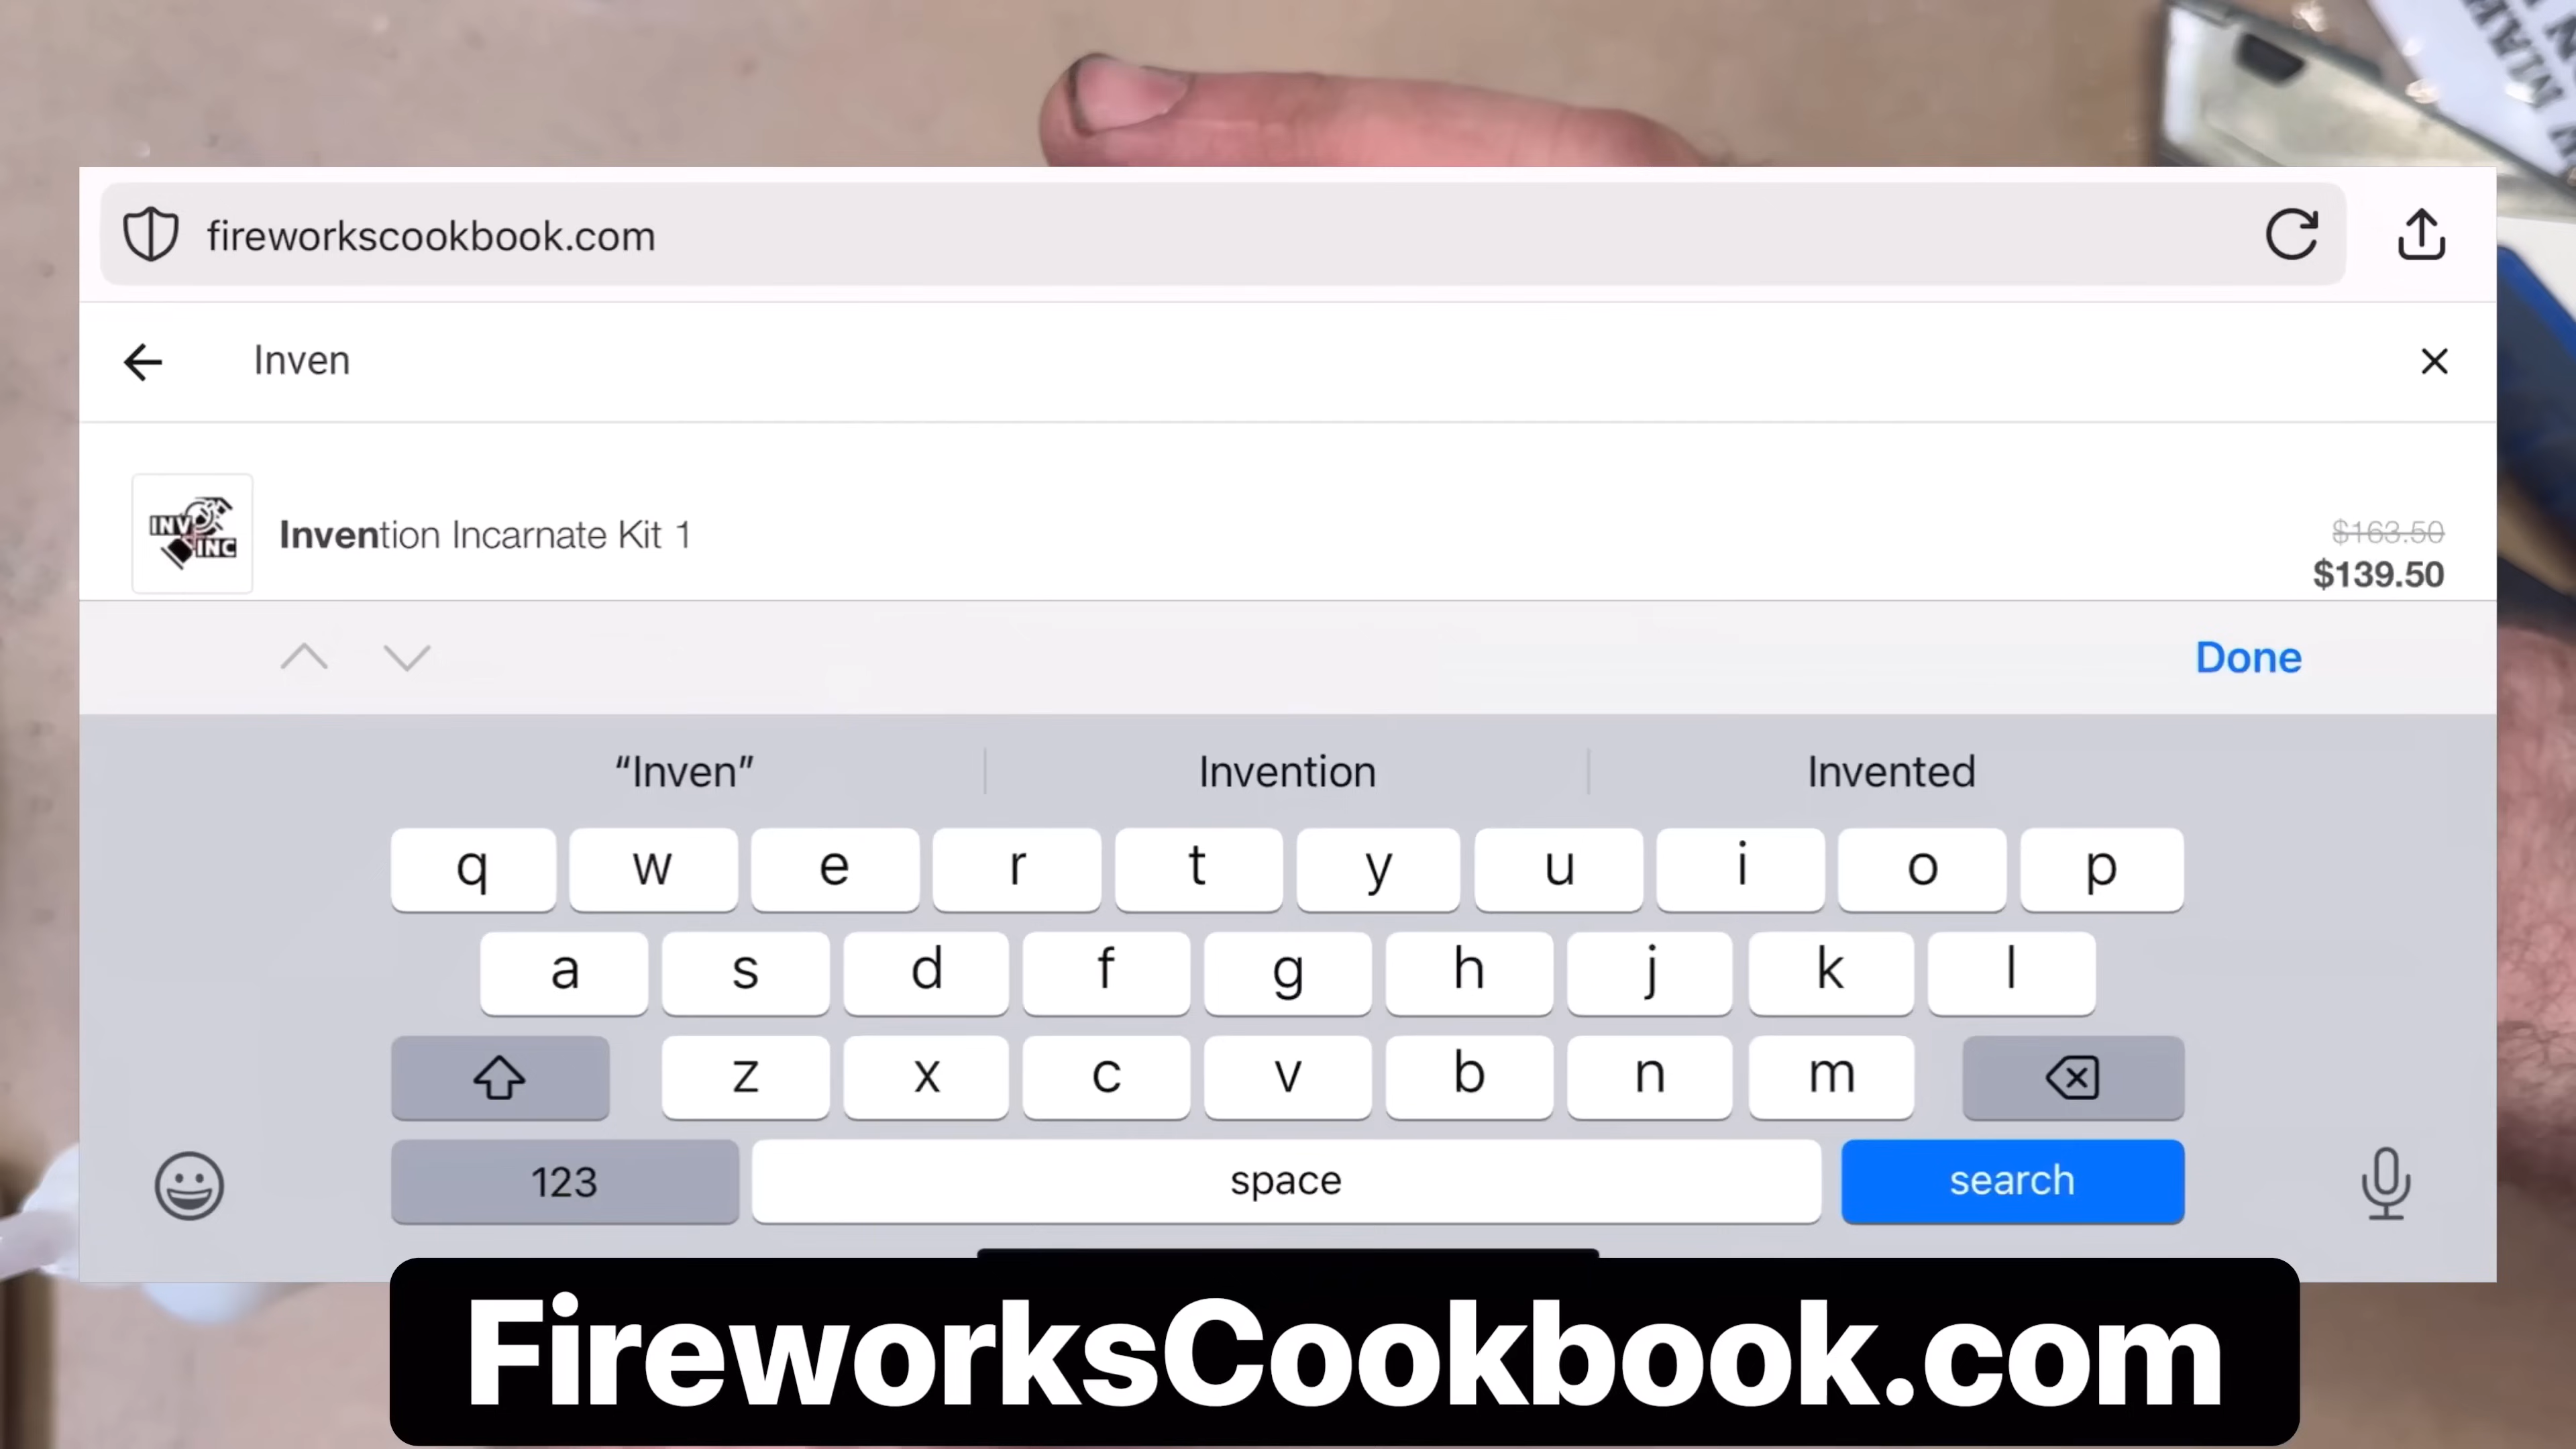 fireworkscookbook.com
Inven
INV
INC
Invention Incarnate Kit 1
$163.50
$139.50
Done
“Inven”
Invention
Invented
q w e r t y u i o p
a s d f g h j k l
z x c v b n m
123
space
search
FireworksCookbook.com